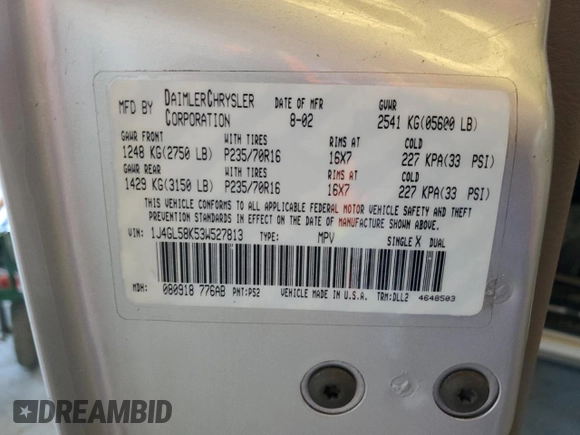 MFD BY DAIMLERCHRYSLER CORPORATION DATE OF MFR 8-02 GVWR 2541 KG(05600 LB)
GAWR FRONT WITH TIRES RIMS AT COLD
1248 KG(2750 LB) P235/70R16 16X7 227 KPA(33 PSI)
GAWR REAR WITH TIRES RIMS AT COLD
1429 KG(3150 LB) P235/70R16 16X7 227 KPA(33 PSI)
THIS VEHICLE CONFORMS TO ALL APPLICABLE FEDERAL MOTOR VEHICLE SAFETY AND THEFT
PREVENTION STANDARDS IN EFFECT ON THE DATE OF MANUFACTURE SHOWN ABOVE.
VIN: 1J4GL58K53W527813 TYPE: MPV SINGLE X DUAL
MDH: 080918 776AB PNT:PS2 VEHICLE MADE IN U.S.A. TRM:DLL2 4648503
DREAMBID